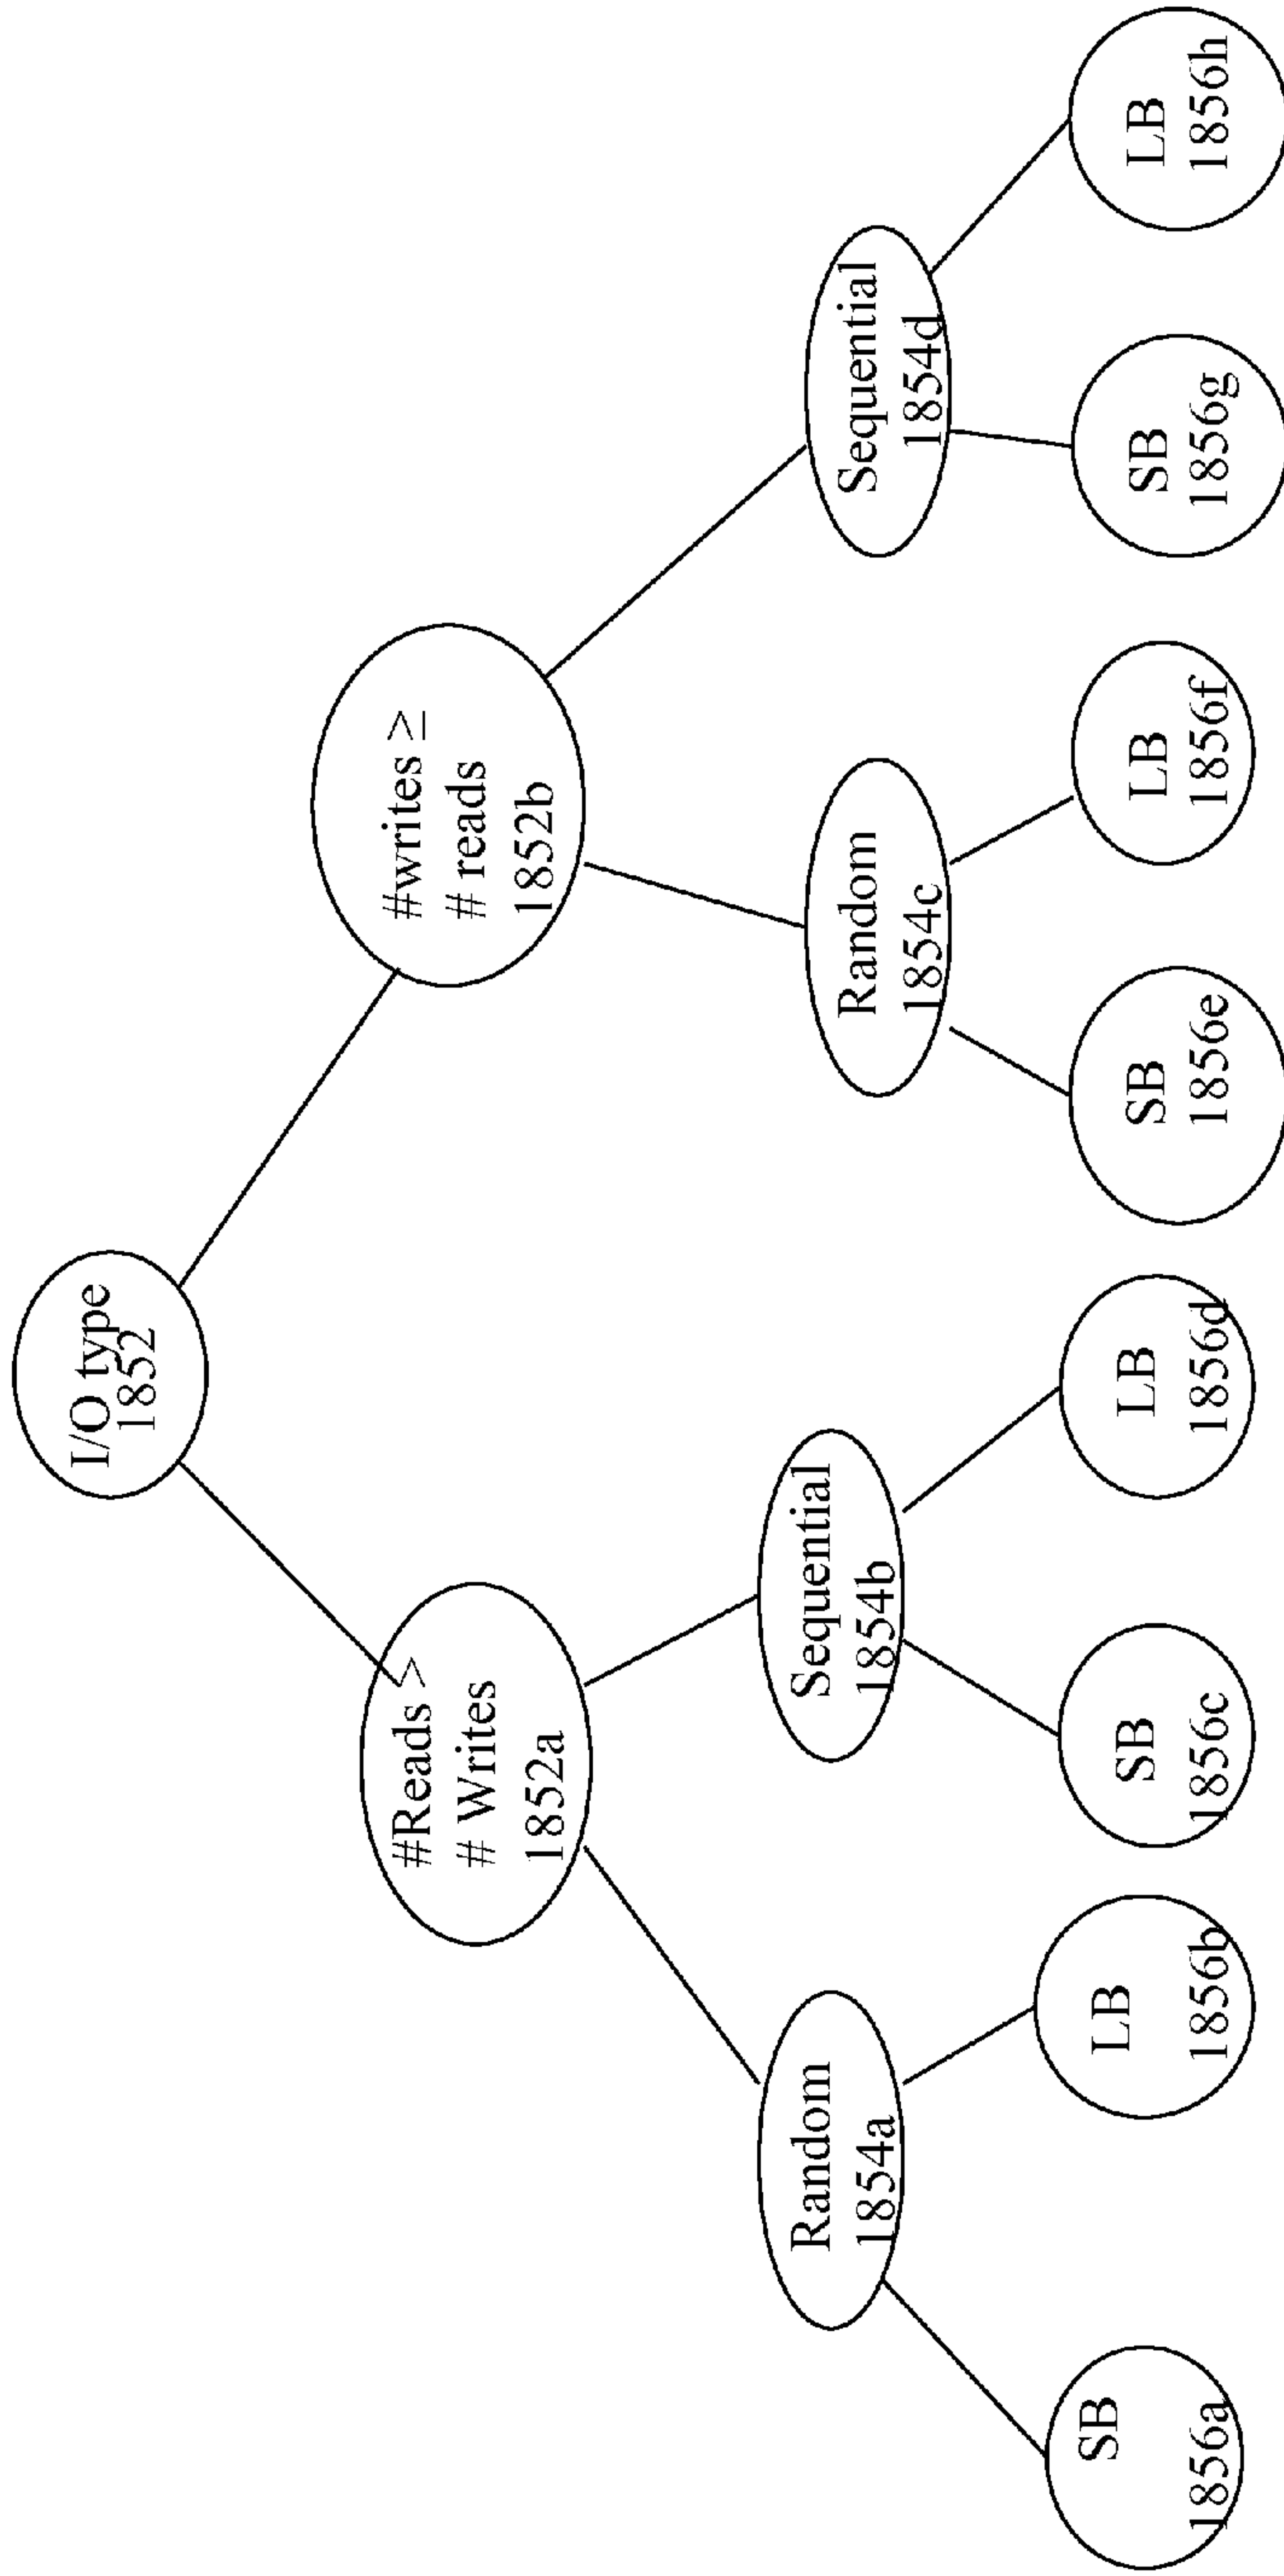 I/O type
1852
#Reads >
# Writes
1852a
#writes ≥
# reads
1852b
Random
1854a
Sequential
1854b
Random
1854c
Sequential
1854d
SB
1856a
LB
1856b
SB
1856c
LB
1856d
SB
1856e
LB
1856f
SB
1856g
LB
1856h